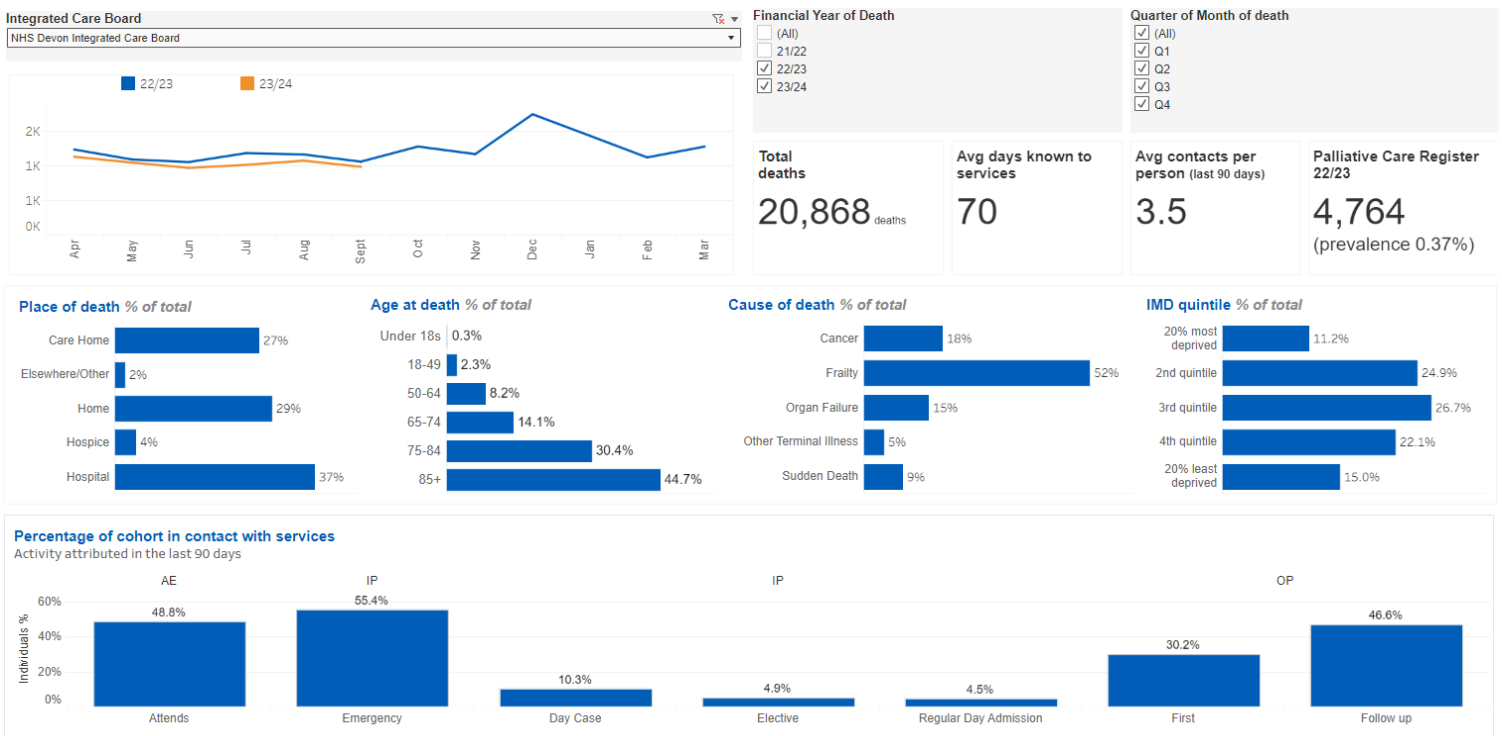 Integrated Care Board
NHS Devon Integrated Care Board
Financial Year of Death
(All)
21/22
22/23
23/24
Quarter of Month of death
(All)
Q1
Q2
Q3
Q4
22/23
23/24
2K
1K
1K
0K
Apr
May
Jun
Jul
Aug
Sept
Oct
Nov
Dec
Jan
Feb
Mar
Total
deaths
20,868 deaths
Avg days known to
services
70
Avg contacts per
person (last 90 days)
3.5
Palliative Care Register
22/23
4,764
(prevalence 0.37%)
Place of death % of total
Care Home 27%
Elsewhere/Other 2%
Home 29%
Hospice 4%
Hospital 37%
Age at death % of total
Under 18s 0.3%
18-49 2.3%
50-64 8.2%
65-74 14.1%
75-84 30.4%
85+ 44.7%
Cause of death % of total
Cancer 18%
Frailty 52%
Organ Failure 15%
Other Terminal Illness 5%
Sudden Death 9%
IMD quintile % of total
20% most
deprived 11.2%
2nd quintile 24.9%
3rd quintile 26.7%
4th quintile 22.1%
20% least
deprived 15.0%
Percentage of cohort in contact with services
Activity attributed in the last 90 days
AE IP IP OP
Individuals %
60%
40%
20%
0%
48.8% 55.4% 10.3% 4.9% 4.5% 30.2% 46.6%
Attends Emergency Day Case Elective Regular Day Admission First Follow up